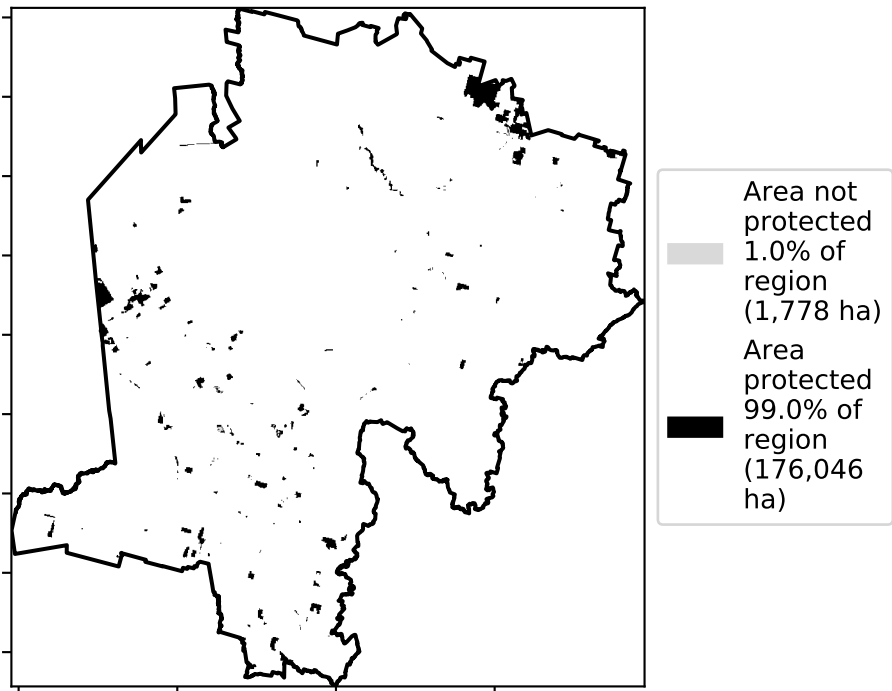 Area not
protected
1.0% of
region
(1,778 ha)
Area
protected
99.0% of
region
(176,046
ha)